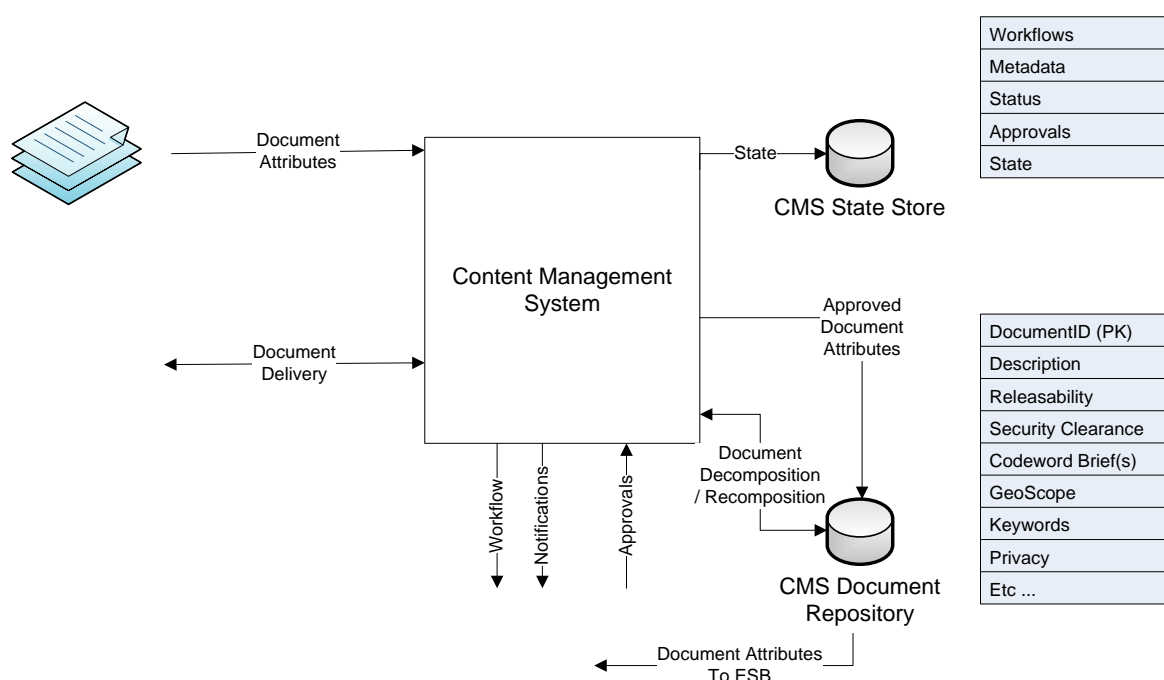 Workflows
Metadata
Status
Approvals
State
Document
Attributes
State
CMS State Store
Content Management
System
Approved
Document
Attributes
Document
Delivery
DocumentID (PK)
Description
Releasability
Security Clearance
Codeword Brief(s)
GeoScope
Keywords
Privacy
Etc ...
Document
Decomposition
/ Recomposition
Workflow
Notifications
Approvals
CMS Document
Repository
Document Attributes
To ESB